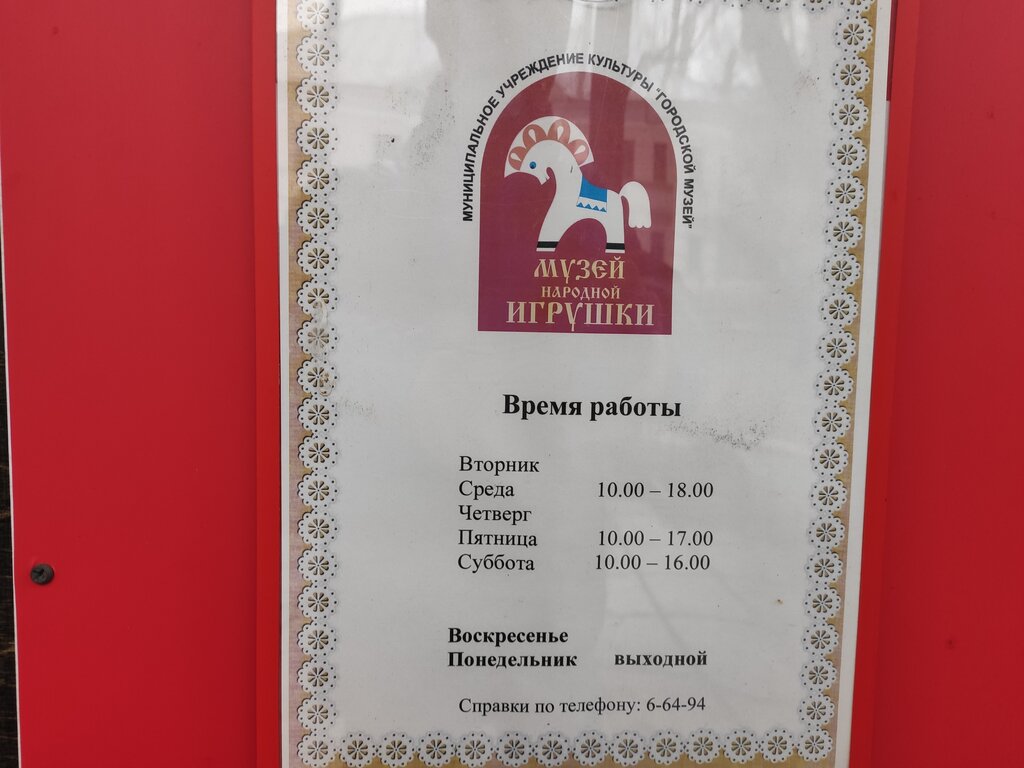 МУНИЦИПАЛЬНОЕ УЧРЕЖДЕНИЕ КУЛЬТУРЫ "ГОРОДСКОЙ МУЗЕЙ"
МУЗЕЙ
НАРОДНОЙ
ИГРУШКИ
Время работы
Вторник
Среда 10.00 – 18.00
Четверг
Пятница 10.00 – 17.00
Суббота 10.00 – 16.00
Воскресенье
Понедельник выходной
Справки по телефону: 6-64-94